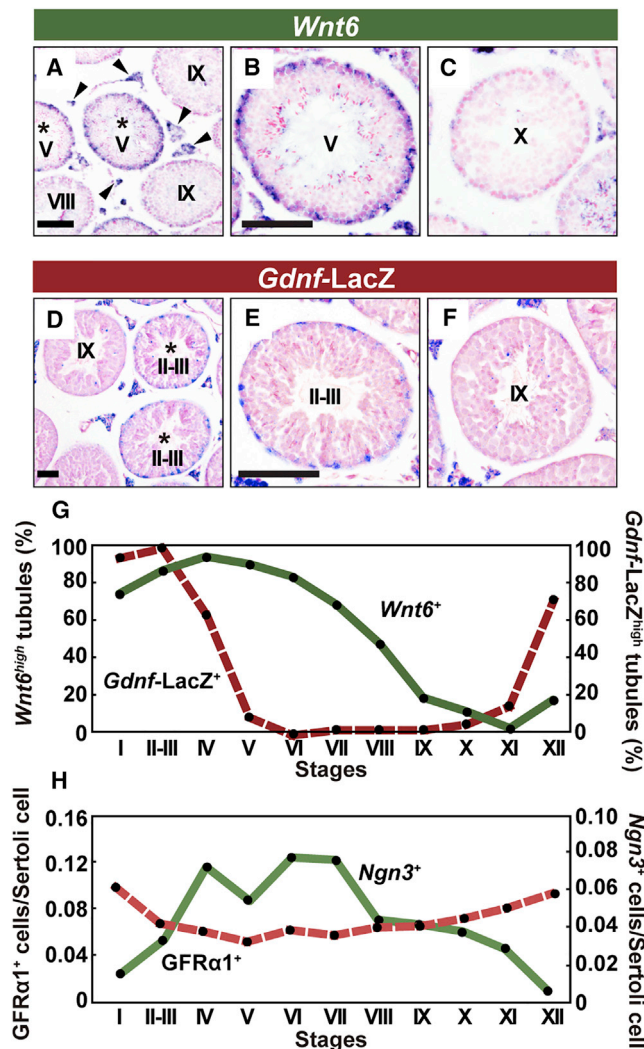 Wnt6
A
IX
* V
* V
VIII
IX
B
V
C
X
Gdnf-LacZ
D
IX
* II-III
* II-III
E
II-III
F
IX
G
Wnt6high tubules (%)
100
80
60
40
20
0
Wnt6+
Gdnf-LacZ+
100
80
60
40
20
0
Gdnf-LacZhigh tubules (%)
I II-III IV V VI VII VIII IX X XI XII
Stages
H
GFRα1+ cells/Sertoli cell
0.16
0.12
0.08
0.04
0
Ngn3+
GFRα1+
0.10
0.08
0.06
0.04
0.02
0
Ngn3+ cells/Sertoli cell
I II-III IV V VI VII VIII IX X XI XII
Stages